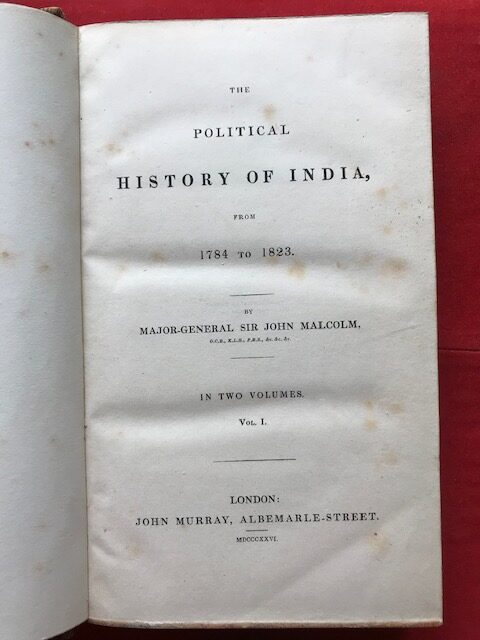 THE
POLITICAL
HISTORY OF INDIA,
FROM
1784 TO 1823.
BY
MAJOR-GENERAL SIR JOHN MALCOLM,
G.C.B., K.L.S., F.R.S., &c. &c. &c.
IN TWO VOLUMES.
VOL. I.
LONDON:
JOHN MURRAY, ALBEMARLE-STREET.
MDCCCXXVI.